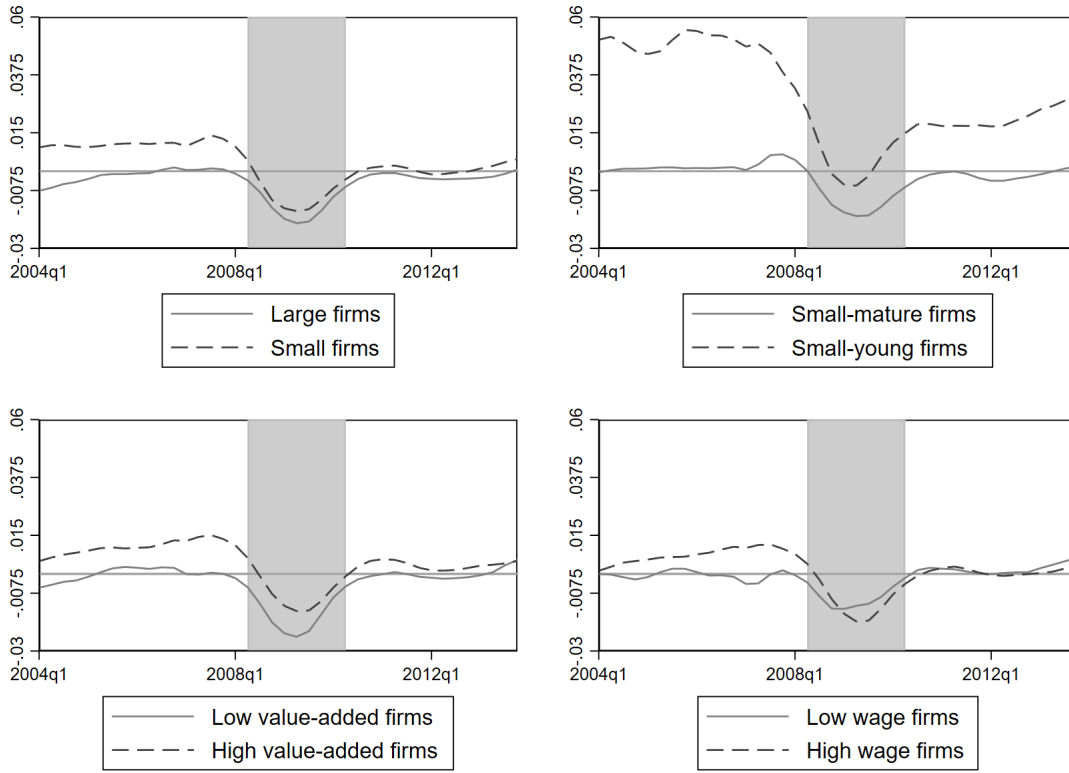 .06
.0375
.015
-.0075
-.03
2004q1 2008q1 2012q1
Large firms
Small firms
.06
.0375
.015
-.0075
-.03
2004q1 2008q1 2012q1
Small-mature firms
Small-young firms
.06
.0375
.015
-.0075
-.03
2004q1 2008q1 2012q1
Low value-added firms
High value-added firms
.06
.0375
.015
-.0075
-.03
2004q1 2008q1 2012q1
Low wage firms
High wage firms